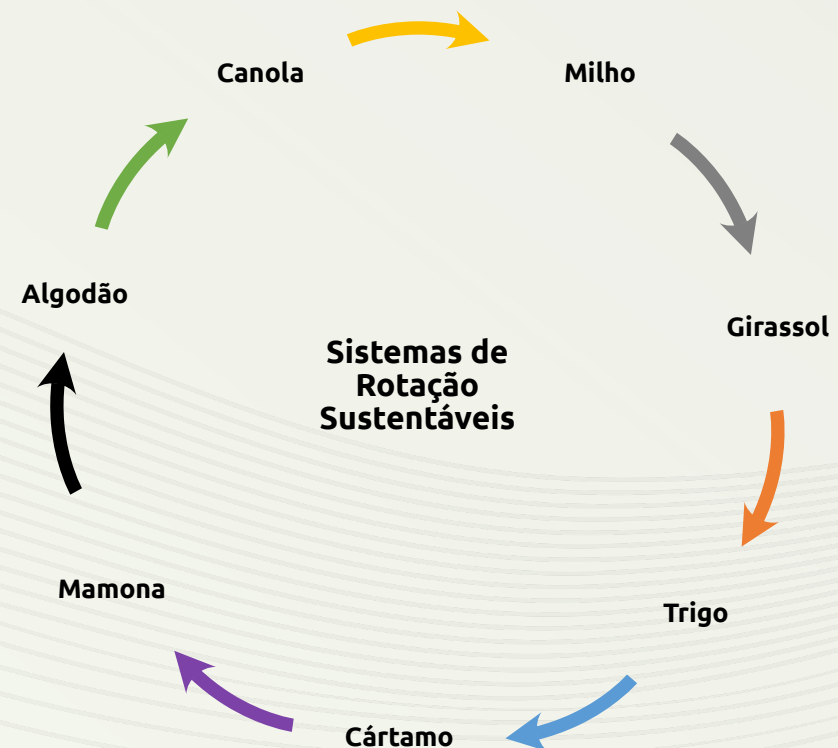 Canola
Milho
Algodão
Girassol
Sistemas de
Rotação
Sustentáveis
Mamona
Trigo
Cártamo